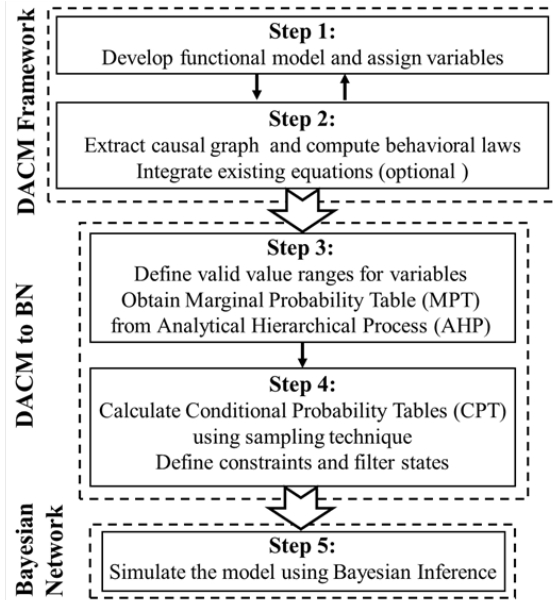 DACM Framework
Step 1:
Develop functional model and assign variables
Step 2:
Extract causal graph and compute behavioral laws
Integrate existing equations (optional )
DACM to BN
Step 3:
Define valid value ranges for variables
Obtain Marginal Probability Table (MPT)
from Analytical Hierarchical Process (AHP)
Step 4:
Calculate Conditional Probability Tables (CPT)
using sampling technique
Define constraints and filter states
Bayesian
Network
Step 5:
Simulate the model using Bayesian Inference